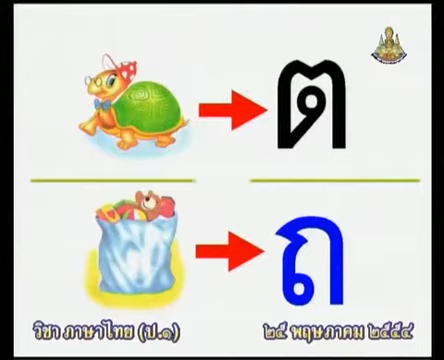 ต
ถ
วิชา ภาษาไทย (ป.๑)
๒๕ พฤษภาคม ๒๕๕๔